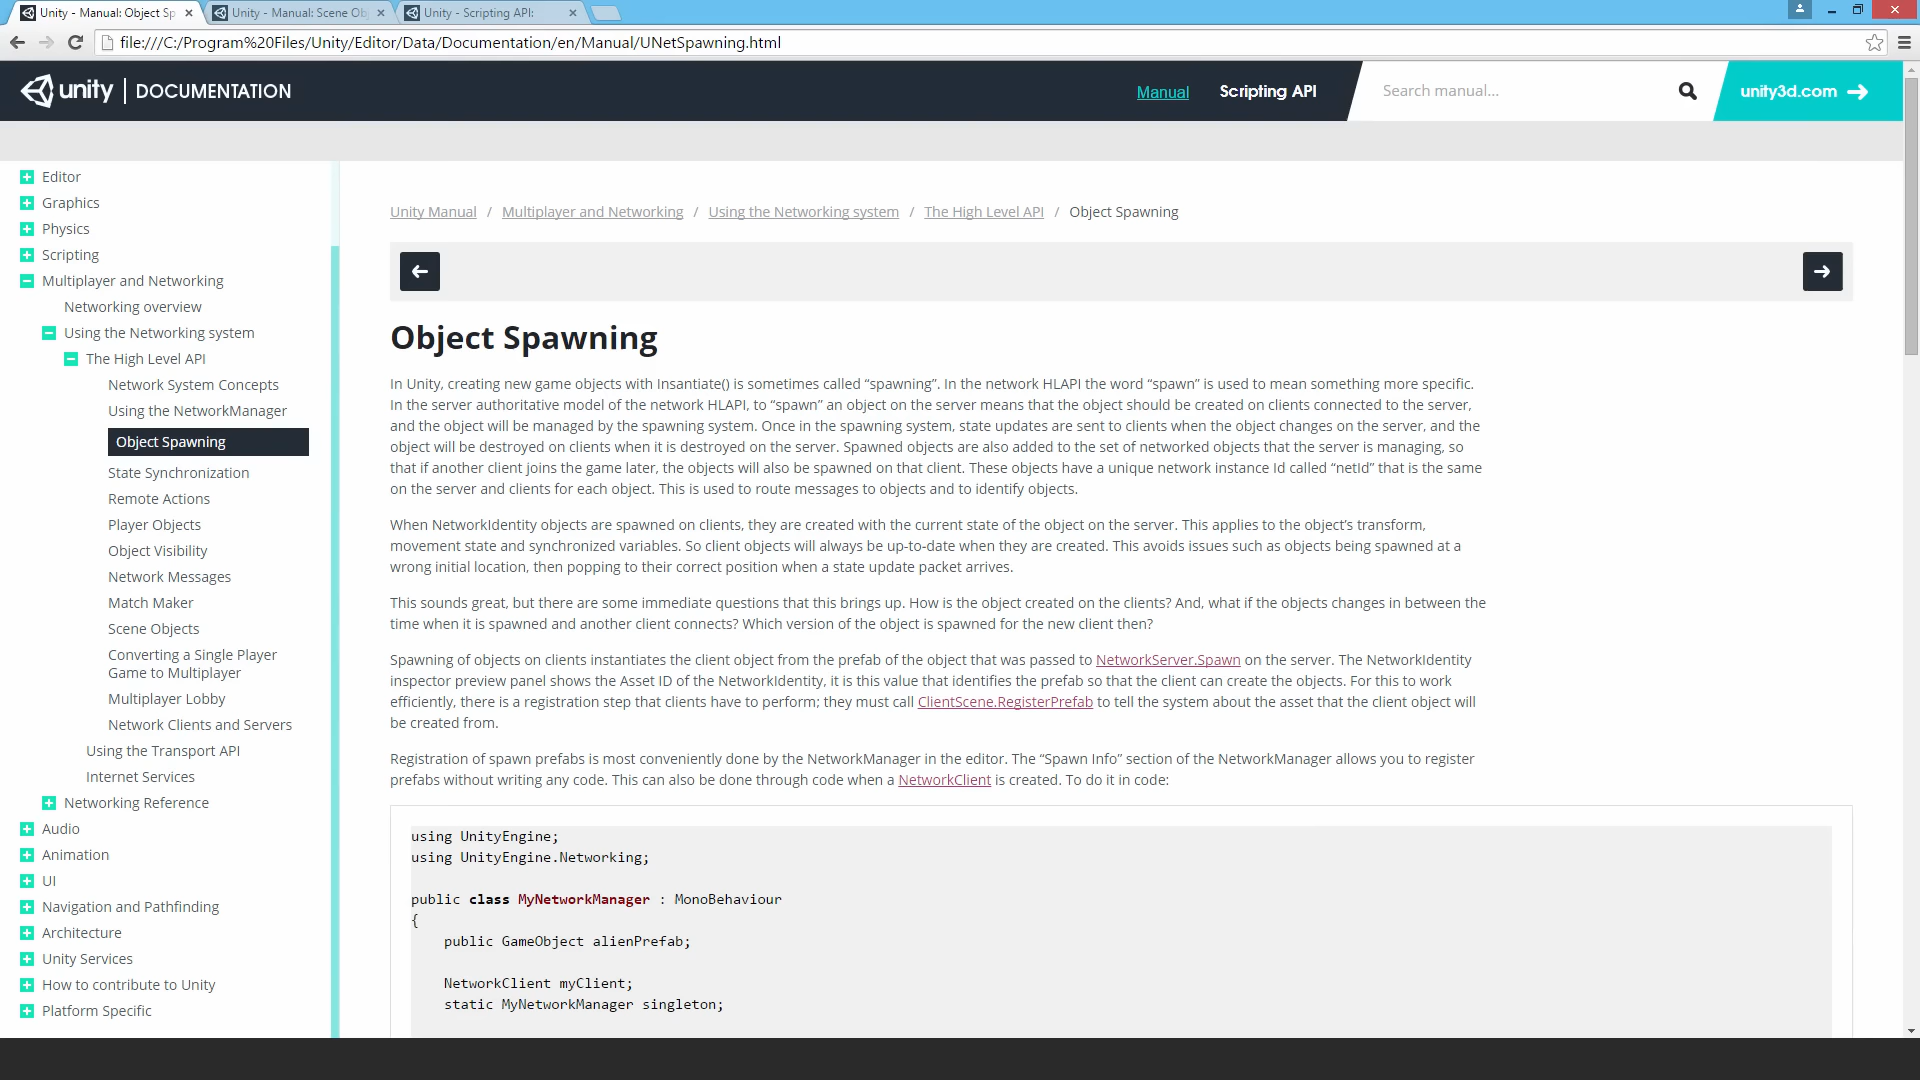 Unity - Manual: Object Sp
Unity - Manual: Scene Ob
Unity - Scripting API:
file:///C:/Program%20Files/Unity/Editor/Data/Documentation/en/Manual/UNetSpawning.html
unity | DOCUMENTATION
Manual
Scripting API
Search manual...
unity3d.com
Editor
Graphics
Physics
Scripting
Multiplayer and Networking
Networking overview
Using the Networking system
The High Level API
Network System Concepts
Using the NetworkManager
Object Spawning
State Synchronization
Remote Actions
Player Objects
Object Visibility
Network Messages
Match Maker
Scene Objects
Converting a Single Player
Game to Multiplayer
Multiplayer Lobby
Network Clients and Servers
Using the Transport API
Internet Services
Networking Reference
Audio
Animation
UI
Navigation and Pathfinding
Architecture
Unity Services
How to contribute to Unity
Platform Specific
Unity Manual / Multiplayer and Networking / Using the Networking system / The High Level API / Object Spawning
Object Spawning
In Unity, creating new game objects with Insantiate() is sometimes called “spawning”. In the network HLAPI the word “spawn” is used to mean something more specific.
In the server authoritative model of the network HLAPI, to “spawn” an object on the server means that the object should be created on clients connected to the server,
and the object will be managed by the spawning system. Once in the spawning system, state updates are sent to clients when the object changes on the server, and the
object will be destroyed on clients when it is destroyed on the server. Spawned objects are also added to the set of networked objects that the server is managing, so
that if another client joins the game later, the objects will also be spawned on that client. These objects have a unique network instance Id called “netId” that is the same
on the server and clients for each object. This is used to route messages to objects and to identify objects.
When NetworkIdentity objects are spawned on clients, they are created with the current state of the object on the server. This applies to the object’s transform,
movement state and synchronized variables. So client objects will always be up-to-date when they are created. This avoids issues such as objects being spawned at a
wrong initial location, then popping to their correct position when a state update packet arrives.
This sounds great, but there are some immediate questions that this brings up. How is the object created on the clients? And, what if the objects changes in between the
time when it is spawned and another client connects? Which version of the object is spawned for the new client then?
Spawning of objects on clients instantiates the client object from the prefab of the object that was passed to NetworkServer.Spawn on the server. The NetworkIdentity
inspector preview panel shows the Asset ID of the NetworkIdentity, it is this value that identifies the prefab so that the client can create the objects. For this to work
efficiently, there is a registration step that clients have to perform; they must call ClientScene.RegisterPrefab to tell the system about the asset that the client object will
be created from.
Registration of spawn prefabs is most conveniently done by the NetworkManager in the editor. The “Spawn Info” section of the NetworkManager allows you to register
prefabs without writing any code. This can also be done through code when a NetworkClient is created. To do it in code:
using UnityEngine;
using UnityEngine.Networking;
public class MyNetworkManager : MonoBehaviour
{
public GameObject alienPrefab;
NetworkClient myClient;
static MyNetworkManager singleton;